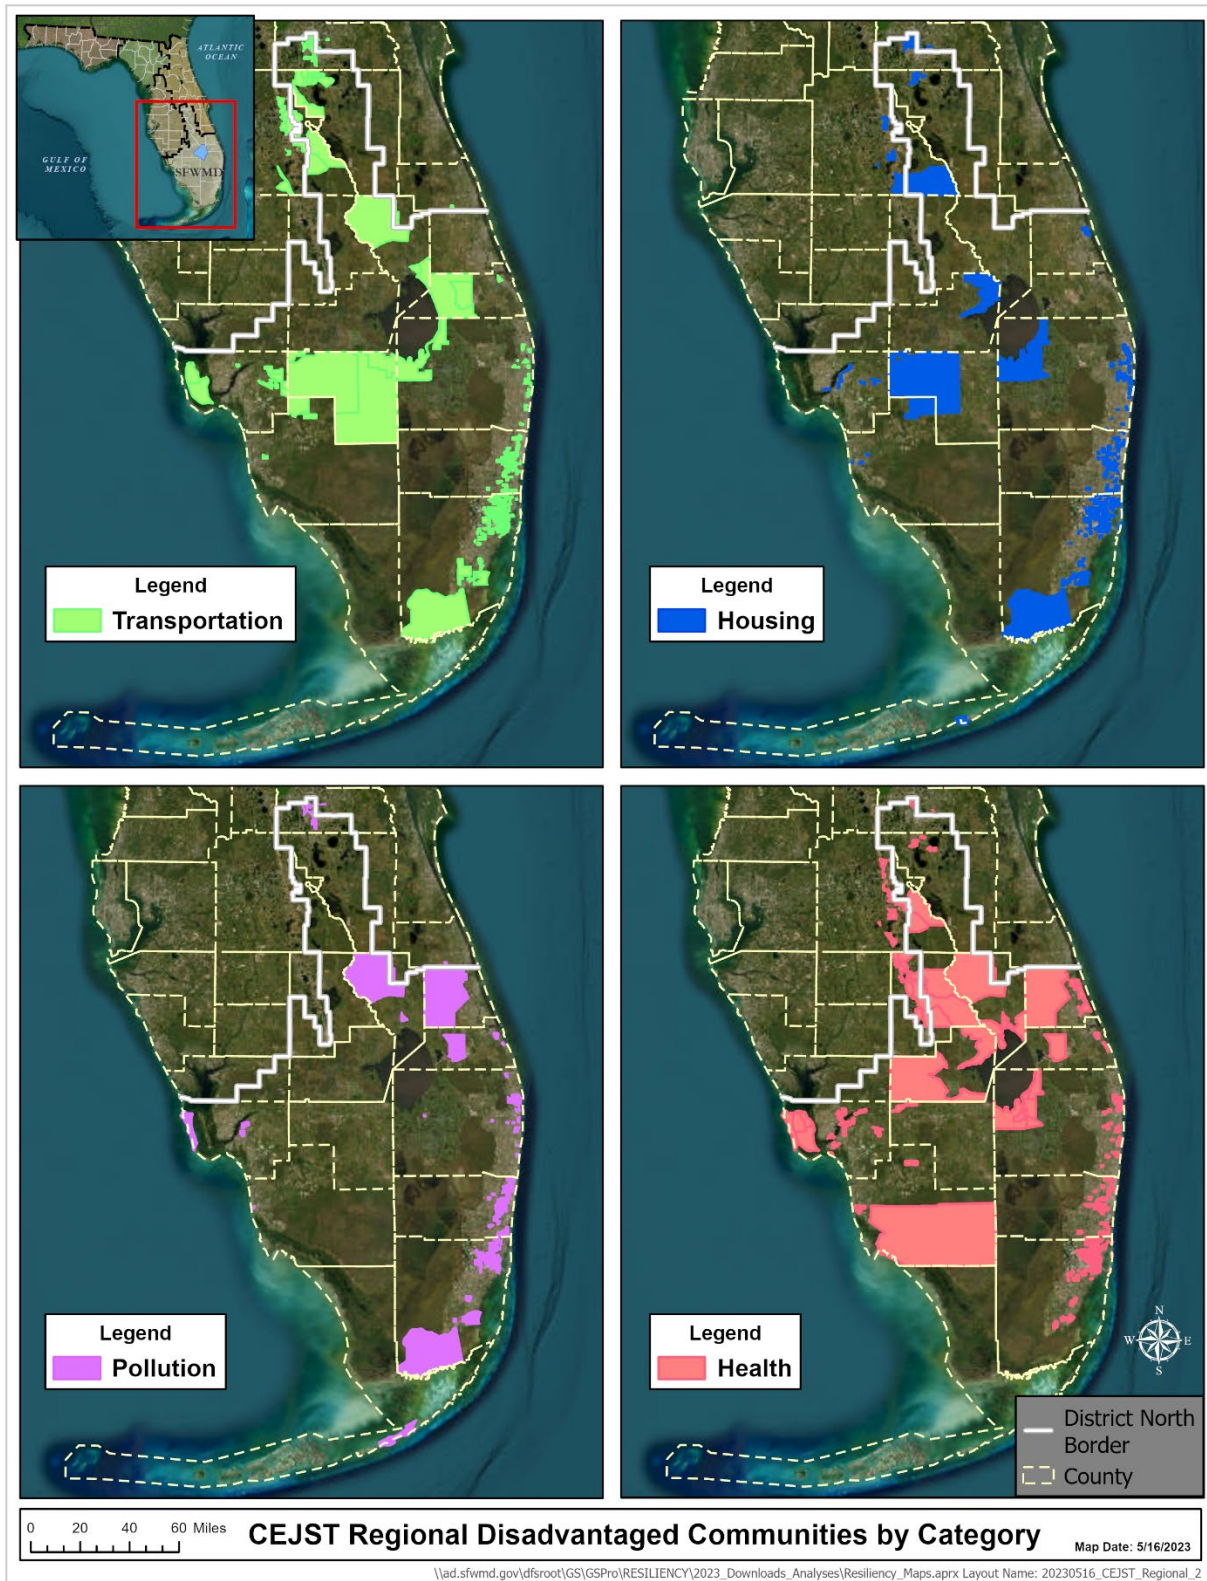 ATLANTIC
OCEAN
GULF OF
MEXICO
SFWMD
Legend
Transportation
Legend
Housing
Legend
Pollution
Legend
Health
N
W
E
S
District North
Border
County
0 20 40 60 Miles
CEJST Regional Disadvantaged Communities by Category
Map Date: 5/16/2023
\\ad.sfwmd.gov\dfsroot\GS\GSPro\RESILIENCY\2023_Downloads_Analyses\Resiliency_Maps.aprx Layout Name: 20230516_CEJST_Regional_2